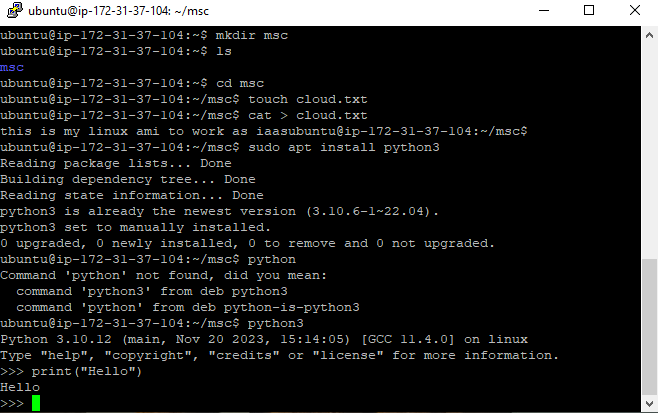 ubuntu@ip-172-31-37-104: ~/msc
ubuntu@ip-172-31-37-104:~$ mkdir msc
ubuntu@ip-172-31-37-104:~$ ls
msc
ubuntu@ip-172-31-37-104:~$ cd msc
ubuntu@ip-172-31-37-104:~/msc$ touch cloud.txt
ubuntu@ip-172-31-37-104:~/msc$ cat > cloud.txt
this is my linux ami to work as iaasubuntu@ip-172-31-37-104:~/msc$
ubuntu@ip-172-31-37-104:~/msc$ sudo apt install python3
Reading package lists... Done
Building dependency tree... Done
Reading state information... Done
python3 is already the newest version (3.10.6-1~22.04).
python3 set to manually installed.
0 upgraded, 0 newly installed, 0 to remove and 0 not upgraded.
ubuntu@ip-172-31-37-104:~/msc$ python
Command 'python' not found, did you mean:
  command 'python3' from deb python3
  command 'python' from deb python-is-python3
ubuntu@ip-172-31-37-104:~/msc$ python3
Python 3.10.12 (main, Nov 20 2023, 15:14:05) [GCC 11.4.0] on linux
Type "help", "copyright", "credits" or "license" for more information.
>>> print("Hello")
Hello
>>>